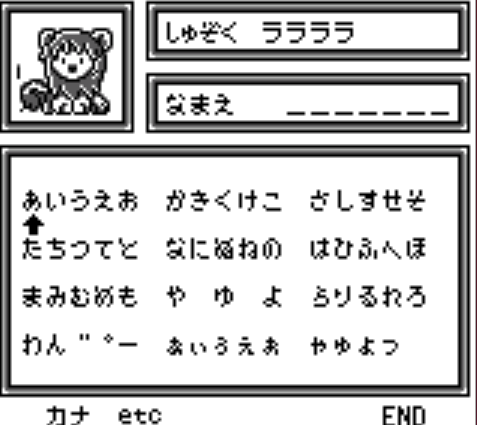 しゅぞく ララララ
なまえ _______
あいうえお かきくけこ さしすせそ
たちつてと なにぬねの はひふへほ
まみむめも や ゆ よ らりるれろ
わん ゛ ゜ー ぁぃぅぇぉ ゃゅょっ
カナ etc END